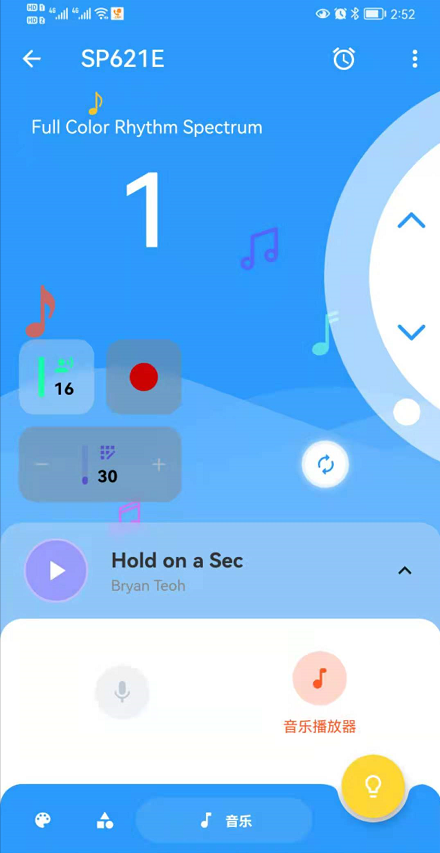 2:52
SP621E
Full Color Rhythm Spectrum
1
16
30
Hold on a Sec
Bryan Teoh
音乐播放器
音乐